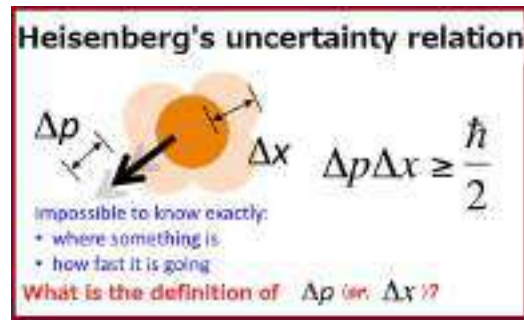 Heisenberg's uncertainty relation
Δp
Δx
ΔpΔx ≥ ħ/2
Impossible to know exactly:
• where something is
• how fast it is going
What is the definition of Δp (or, Δx)?